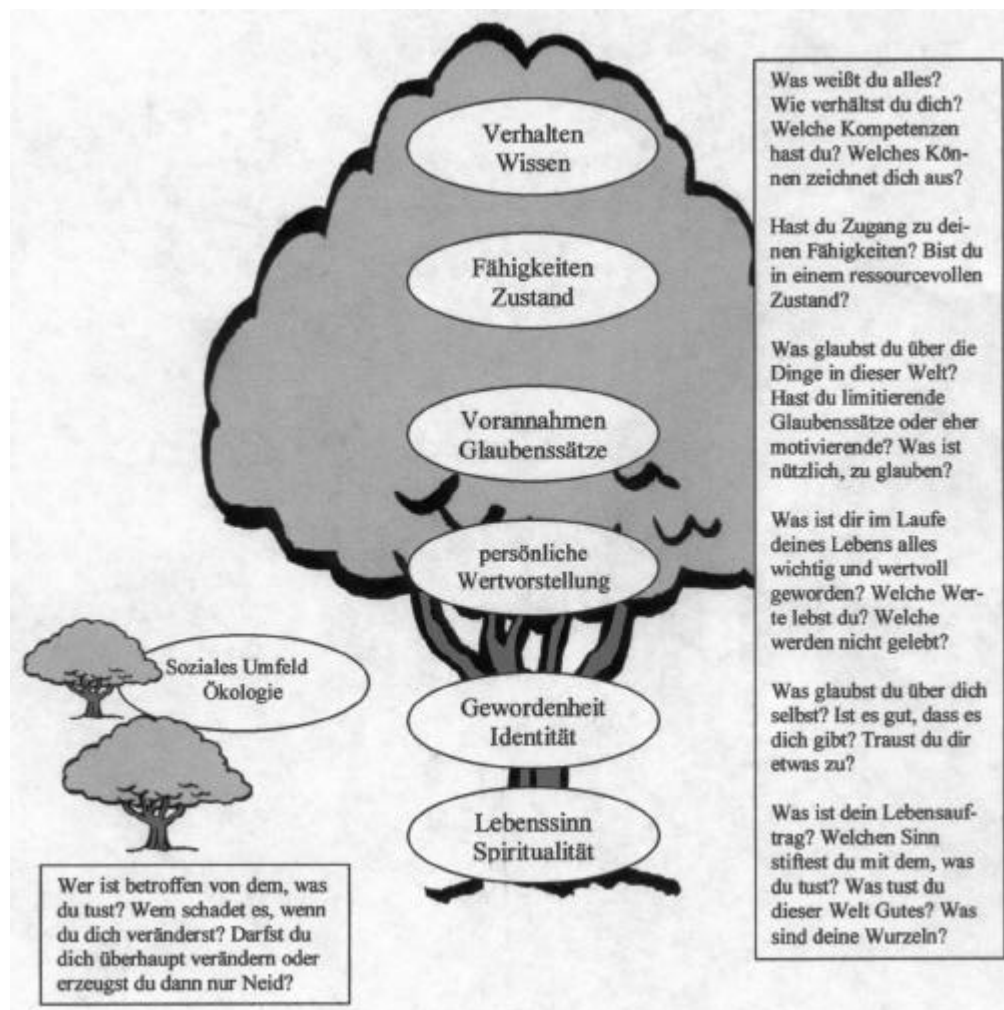 Verhalten
Wissen
Fähigkeiten
Zustand
Vorannahmen
Glaubenssätze
persönliche
Wertvorstellung
Gewordenheit
Identität
Lebenssinn
Spiritualität
Soziales Umfeld
Ökologie
Wer ist betroffen von dem, was
du tust? Wem schadet es, wenn
du dich veränderst? Darfst du
dich überhaupt verändern oder
erzeugst du dann nur Neid?
Was weißt du alles?
Wie verhältst du dich?
Welche Kompetenzen
hast du? Welches Kön-
nen zeichnet dich aus?
Hast du Zugang zu dei-
nen Fähigkeiten? Bist du
in einem ressourcevollen
Zustand?
Was glaubst du über die
Dinge in dieser Welt?
Hast du limitierende
Glaubenssätze oder eher
motivierende? Was ist
nützlich, zu glauben?
Was ist dir im Laufe
deines Lebens alles
wichtig und wertvoll
geworden? Welche Wer-
te lebst du? Welche
werden nicht gelebt?
Was glaubst du über dich
selbst? Ist es gut, dass es
dich gibt? Traust du dir
etwas zu?
Was ist dein Lebensauf-
trag? Welchen Sinn
stiftest du mit dem, was
du tust? Was tust du
dieser Welt Gutes? Was
sind deine Wurzeln?